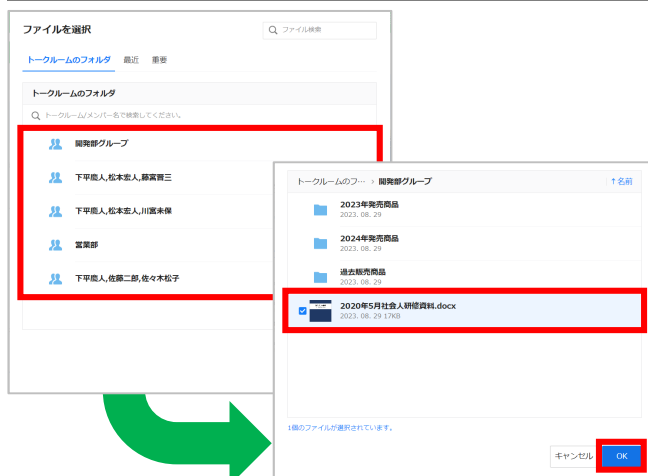 ファイルを選択
ファイル検索
トークルームのフォルダ 最近 重要
トークルームのフォルダ
トークルーム/メンバー名で検索してください。
開発部グループ
下平庶人,松本宏人,藤宮晋三
下平庶人,松本宏人,川富未保
営業部
下平庶人,佐藤二郎,佐々木松子
トークルームのフ… > 開発部グループ ↑名前
2023年発売商品
2023. 08. 29
2024年発売商品
2023. 08. 29
過去販売商品
2023. 08. 29
2020年5月社会人研修資料.docx
2023. 08. 29 17KB
1個のファイルが選択されています。
キャンセル OK